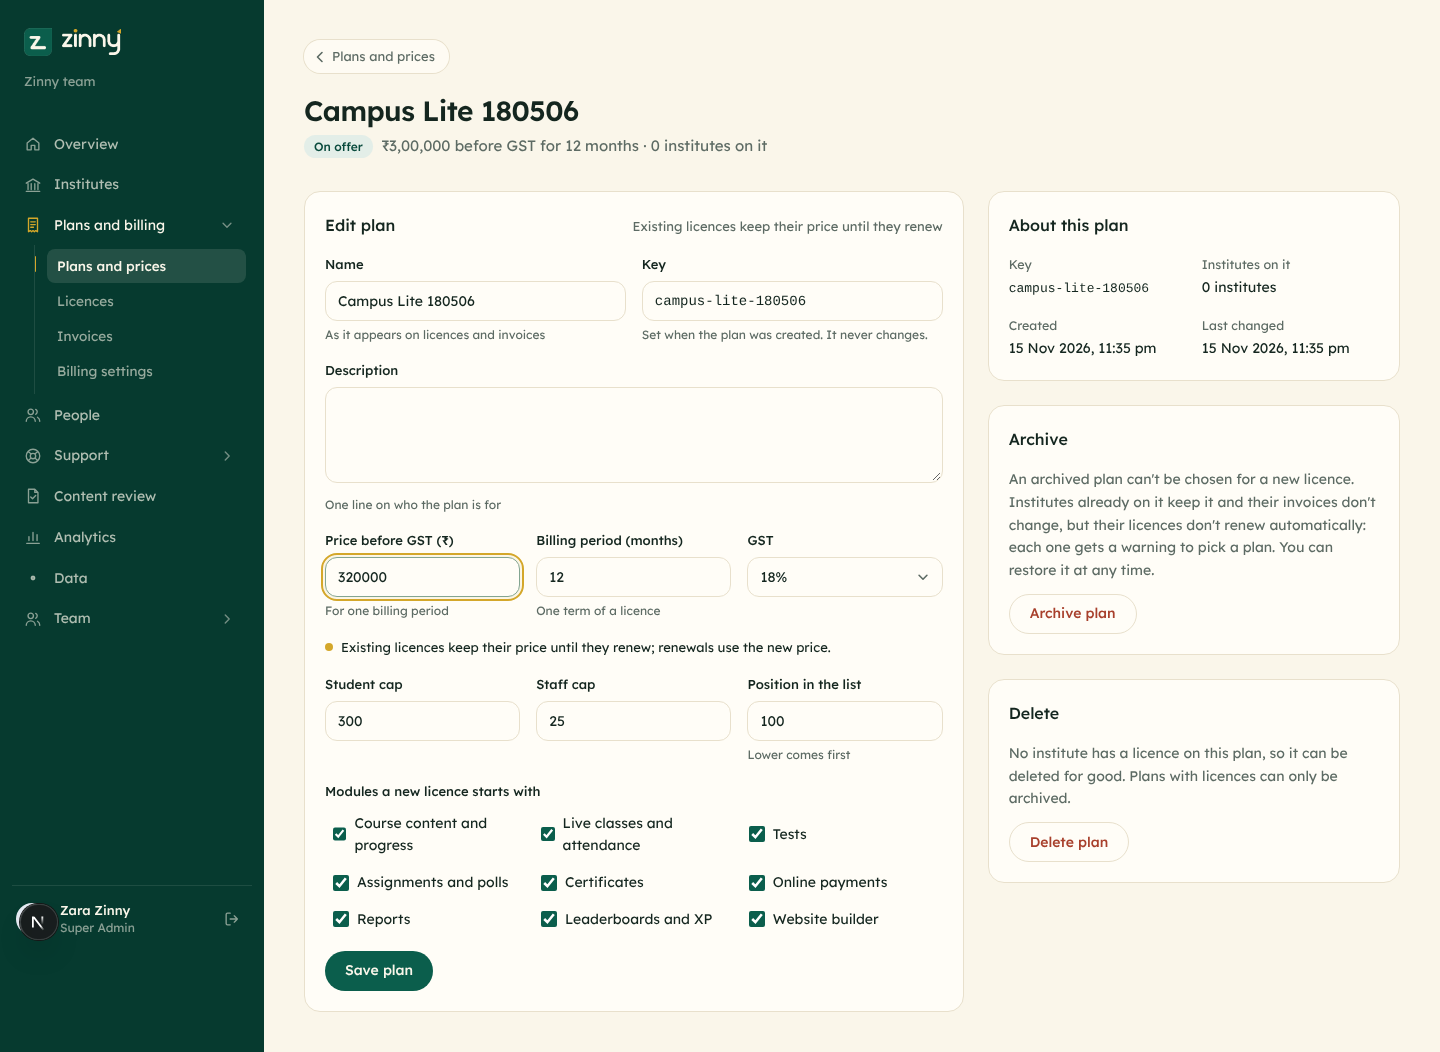 zinny
Zinny team
Overview
Institutes
Plans and billing
Plans and prices
Licences
Invoices
Billing settings
People
Support
Content review
Analytics
Data
Team
N
Zara Zinny
Super Admin
Plans and prices
Campus Lite 180506
On offer ₹3,00,000 before GST for 12 months · 0 institutes on it
Edit plan
Existing licences keep their price until they renew
Name
Key
Campus Lite 180506
campus-lite-180506
As it appears on licences and invoices
Set when the plan was created. It never changes.
Description
One line on who the plan is for
Price before GST (₹)
Billing period (months)
GST
320000
12
18%
For one billing period
One term of a licence
Existing licences keep their price until they renew; renewals use the new price.
Student cap
Staff cap
Position in the list
300
25
100
Lower comes first
Modules a new licence starts with
Course content and
progress
Live classes and
attendance
Tests
Assignments and polls
Certificates
Online payments
Reports
Leaderboards and XP
Website builder
Save plan
About this plan
Key
Institutes on it
campus-lite-180506
0 institutes
Created
Last changed
15 Nov 2026, 11:35 pm
15 Nov 2026, 11:35 pm
Archive
An archived plan can't be chosen for a new licence.
Institutes already on it keep it and their invoices don't
change, but their licences don't renew automatically:
each one gets a warning to pick a plan. You can
restore it at any time.
Archive plan
Delete
No institute has a licence on this plan, so it can be
deleted for good. Plans with licences can only be
archived.
Delete plan